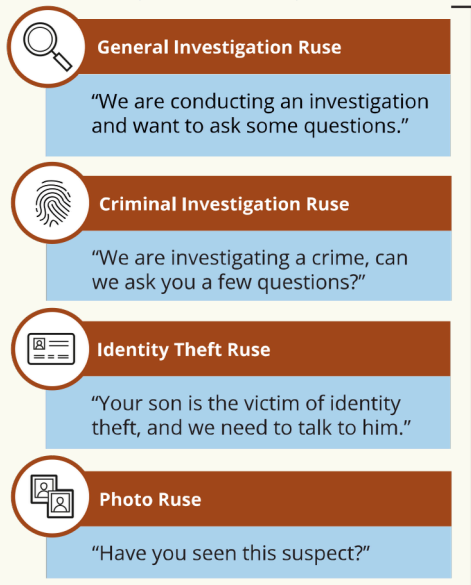 General Investigation Ruse
“We are conducting an investigation
and want to ask some questions.”
Criminal Investigation Ruse
“We are investigating a crime, can
we ask you a few questions?”
Identity Theft Ruse
“Your son is the victim of identity
theft, and we need to talk to him.”
Photo Ruse
“Have you seen this suspect?”